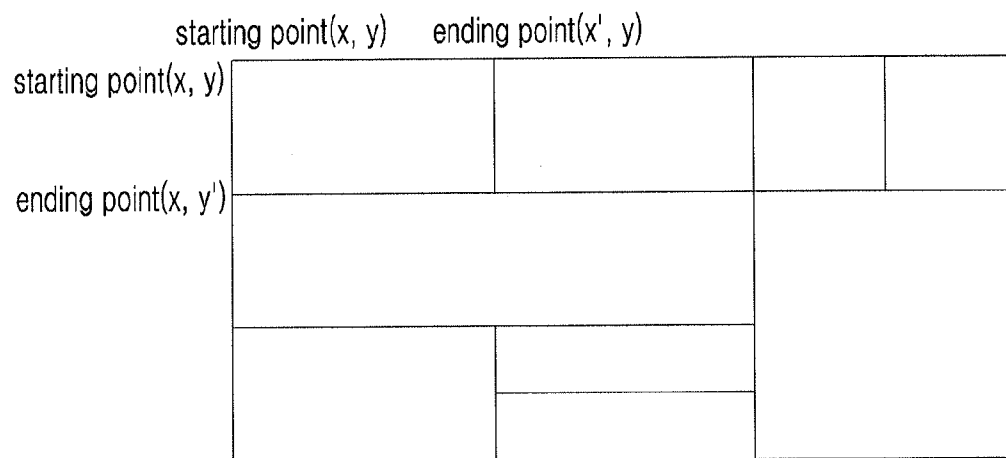 starting point(x, y) ending point(x', y)
starting point(x, y)
ending point(x, y')